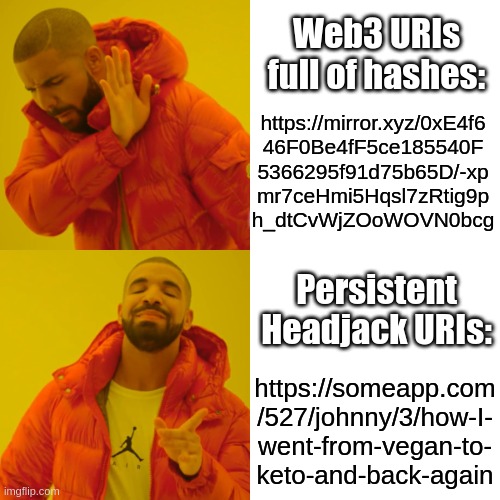 Web3 URIs
full of hashes:
https://mirror.xyz/0xE4f6
46F0Be4fF5ce185540F
5366295f91d75b65D/-xp
mr7ceHmi5Hqsl7zRtig9p
h_dtCvWjZOoWOVN0bcg
Persistent
Headjack URIs:
https://someapp.com
/527/johnny/3/how-I-
went-from-vegan-to-
keto-and-back-again
imgflip.com